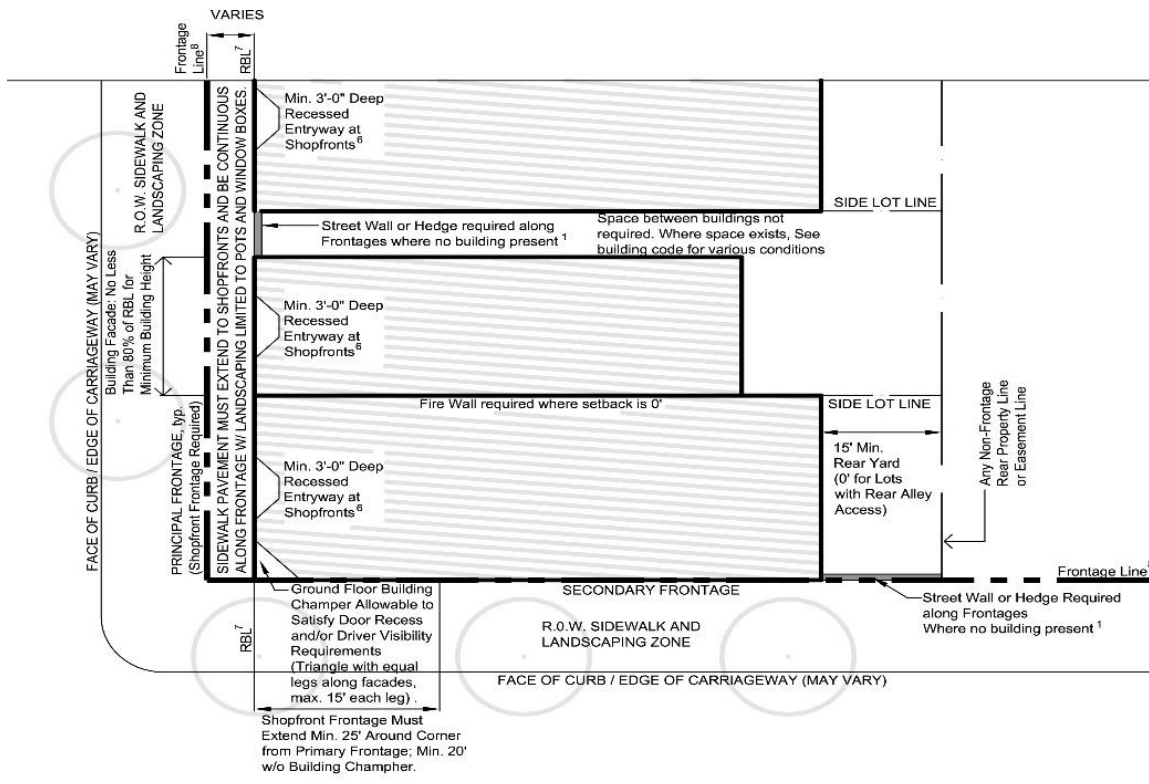 VARIES
Frontage
Line8
RBL7
R.O.W. SIDEWALK AND
LANDSCAPING ZONE
SIDEWALK PAVEMENT MUST EXTEND TO SHOPFRONTS AND BE CONTINUOUS
ALONG FRONTAGE W/ LANDSCAPING LIMITED TO POTS AND WINDOW BOXES.
Min. 3'-0" Deep
Recessed
Entryway at
Shopfronts6
SIDE LOT LINE
Street Wall or Hedge required along
Frontages where no building present 1
Space between buildings not
required. Where space exists, See
building code for various conditions
FACE OF CURB / EDGE OF CARRIAGEWAY (MAY VARY)
Building Facade: No Less
Than 80% of RBL for
Minimum Building Height
Min. 3'-0" Deep
Recessed
Entryway at
Shopfronts6
Fire Wall required where setback is 0'
SIDE LOT LINE
PRINCIPAL FRONTAGE, typ.
(Shopfront Frontage Required)
Min. 3'-0" Deep
Recessed
Entryway at
Shopfronts6
15' Min.
Rear Yard
(0' for Lots
with Rear Alley
Access)
Any Non-Frontage
Rear Property Line
or Easement Line
Frontage Line
SECONDARY FRONTAGE
Ground Floor Building
Champer Allowable to
Satisfy Door Recess
and/or Driver Visibility
Requirements
(Triangle with equal
legs along facades,
max. 15' each leg) .
RBL7
R.O.W. SIDEWALK AND
LANDSCAPING ZONE
Street Wall or Hedge Required
along Frontages
Where no building present 1
FACE OF CURB / EDGE OF CARRIAGEWAY (MAY VARY)
Shopfront Frontage Must
Extend Min. 25' Around Corner
from Primary Frontage; Min. 20'
w/o Building Champher.